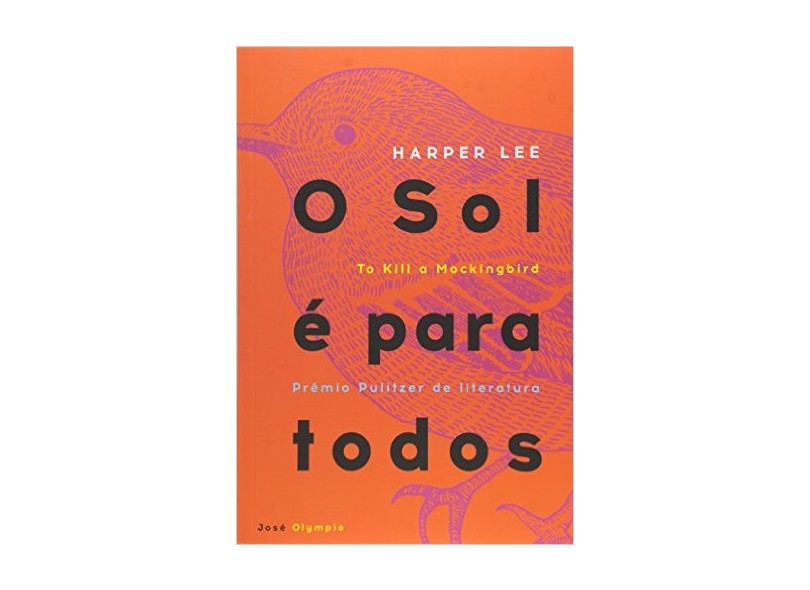 HARPER LEE
O Sol
To Kill a Mockingbird
é para
Prêmio Pulitzer de literatura
todos
José Olympio